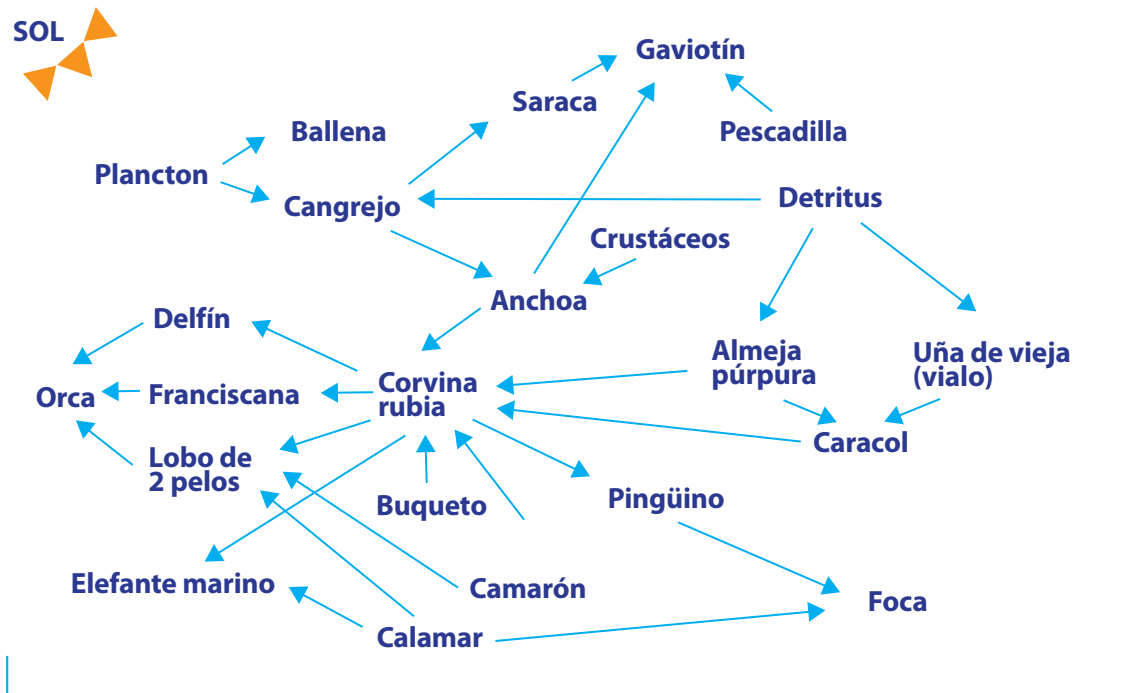 SOL
Gaviotín
Saraca
Ballena
Pescadilla
Plancton
Cangrejo
Detritus
Crustáceos
Anchoa
Delfín
Almeja
púrpura
Uña de vieja
(vialo)
Orca
Franciscana
Corvina
rubia
Caracol
Lobo de
2 pelos
Buqueto
Pingüino
Elefante marino
Camarón
Foca
Calamar